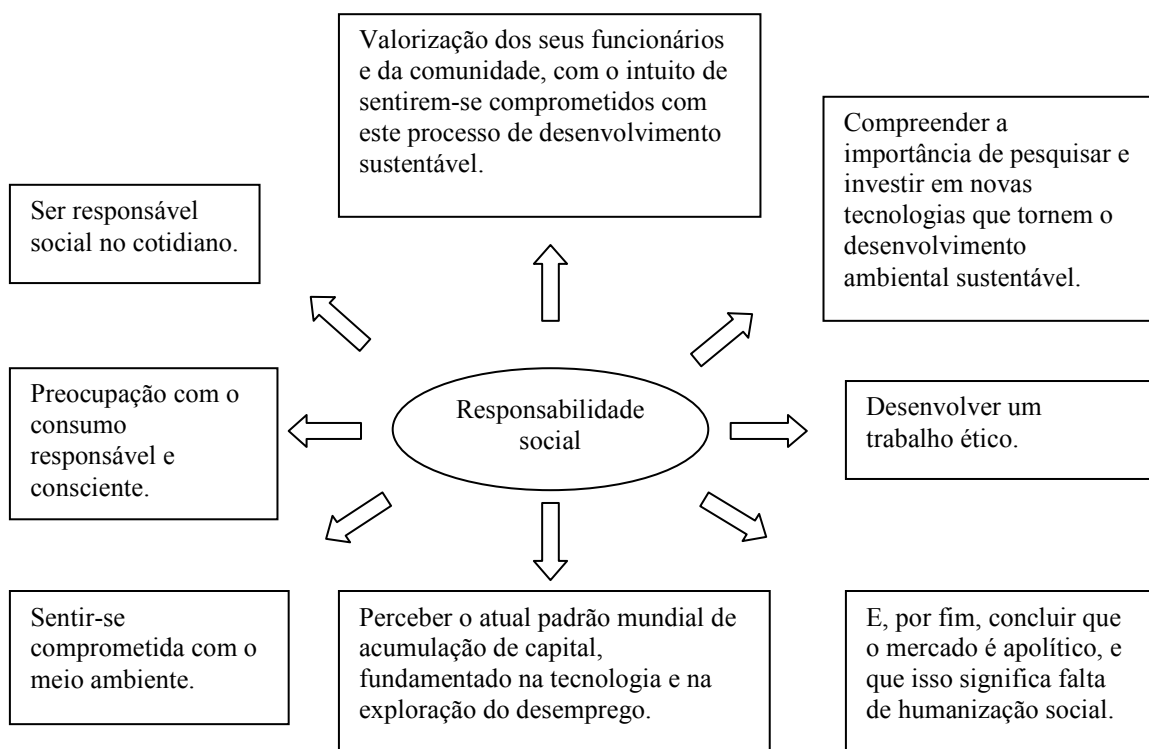 Valorização dos seus funcionários
e da comunidade, com o intuito de
sentirem-se comprometidos com
este processo de desenvolvimento
sustentável.
Compreender a
importância de pesquisar e
investir em novas
tecnologias que tornem o
desenvolvimento
ambiental sustentável.
Ser responsável
social no cotidiano.
Preocupação com o
consumo
responsável e
consciente.
Responsabilidade
social
Desenvolver um
trabalho ético.
Sentir-se
comprometida com o
meio ambiente.
Perceber o atual padrão mundial de
acumulação de capital,
fundamentado na tecnologia e na
exploração do desemprego.
E, por fim, concluir que
o mercado é apolítico, e
que isso significa falta
de humanização social.